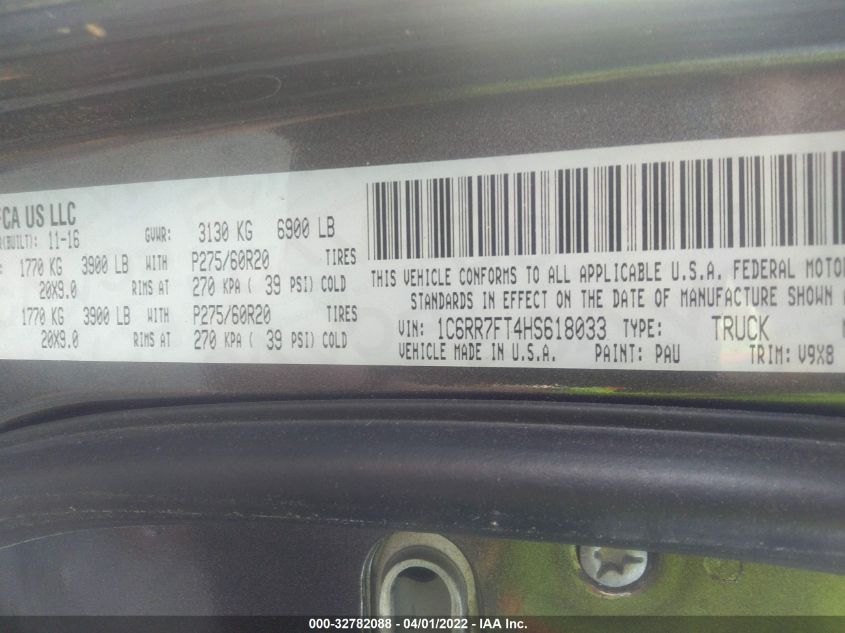 FCA US LLC
(BUILT): 11-16 GVWR: 3130 KG 6900 LB
1770 KG 3900 LB WITH P275/60R20 TIRES
20X9.0 RIMS AT 270 KPA ( 39 PSI) COLD
1770 KG 3900 LB WITH P275/60R20 TIRES
20X9.0 RIMS AT 270 KPA ( 39 PSI) COLD
THIS VEHICLE CONFORMS TO ALL APPLICABLE U.S.A. FEDERAL MOTO
STANDARDS IN EFFECT ON THE DATE OF MANUFACTURE SHOWN
VIN: 1C6RR7FT4HS618033 TYPE: TRUCK
VEHICLE MADE IN U.S.A. PAINT: PAU TRIM: V9X8
000-32782088 - 04/01/2022 - IAA Inc.